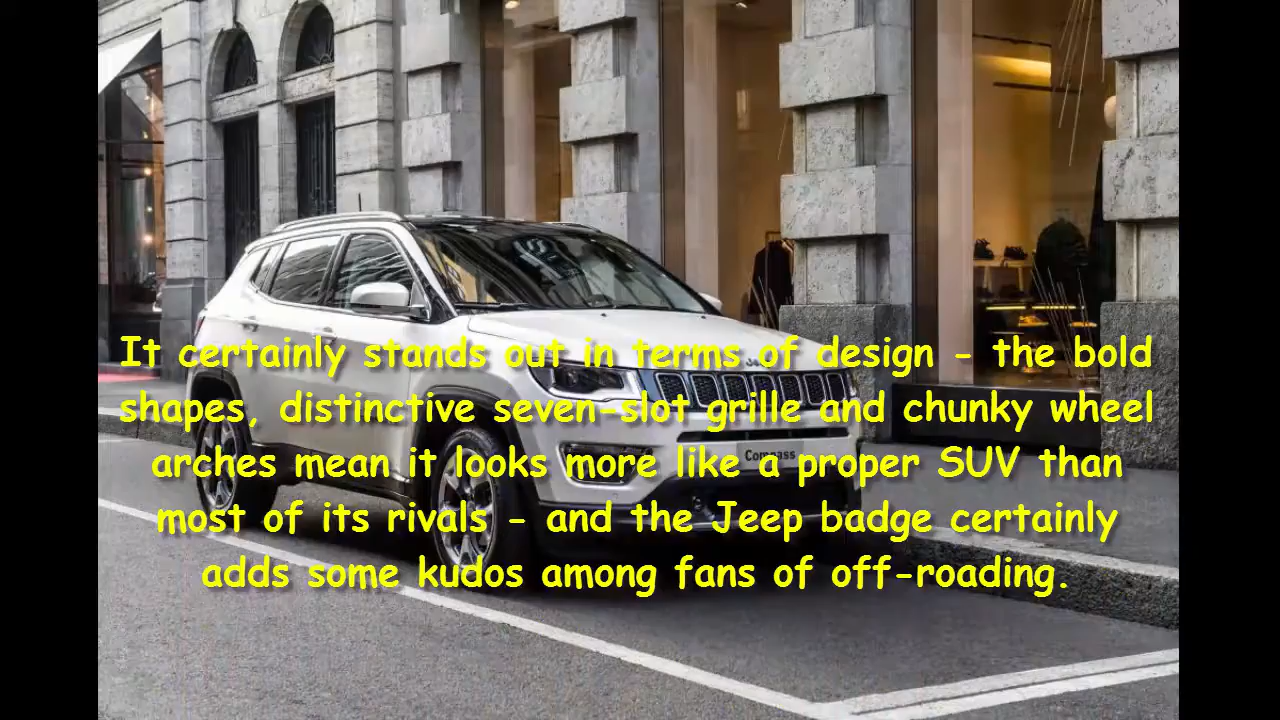 It certainly stands out in terms of design - the bold
shapes, distinctive seven-slot grille and chunky wheel
arches mean it looks more like a proper SUV than
most of its rivals - and the Jeep badge certainly
adds some kudos among fans of off-roading.
Compass